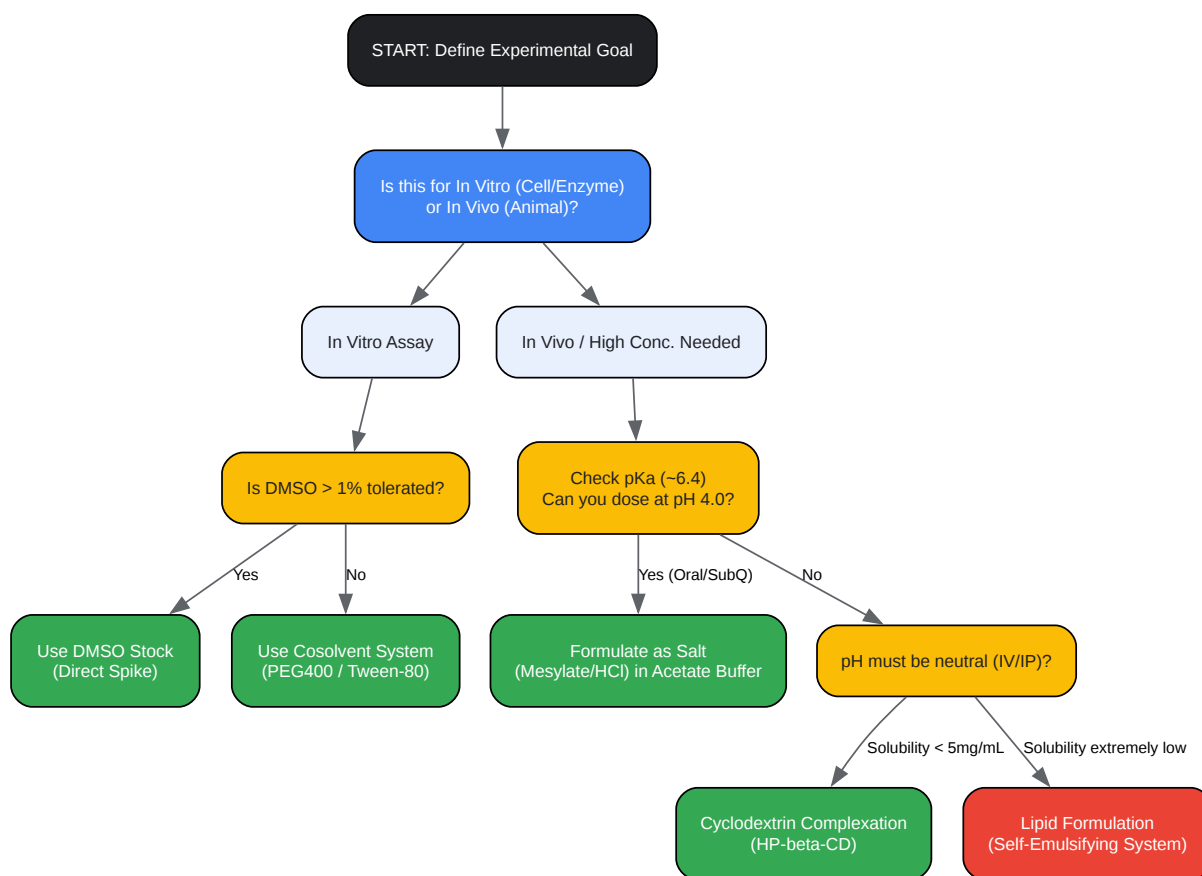 START: Define Experimental Goal
Is this for In Vitro (Cell/Enzyme)
or In Vivo (Animal)?
In Vitro Assay
In Vivo / High Conc. Needed
Is DMSO > 1% tolerated?
Check pKa (~6.4)
Can you dose at pH 4.0?
Yes
No
Yes (Oral/SubQ)
No
Use DMSO Stock
(Direct Spike)
Use Cosolvent System
(PEG400 / Tween-80)
Formulate as Salt
(Mesylate/HCl) in Acetate Buffer
pH must be neutral (IV/IP)?
Solubility < 5mg/mL
Solubility extremely low
Cyclodextrin Complexation
(HP-beta-CD)
Lipid Formulation
(Self-Emulsifying System)